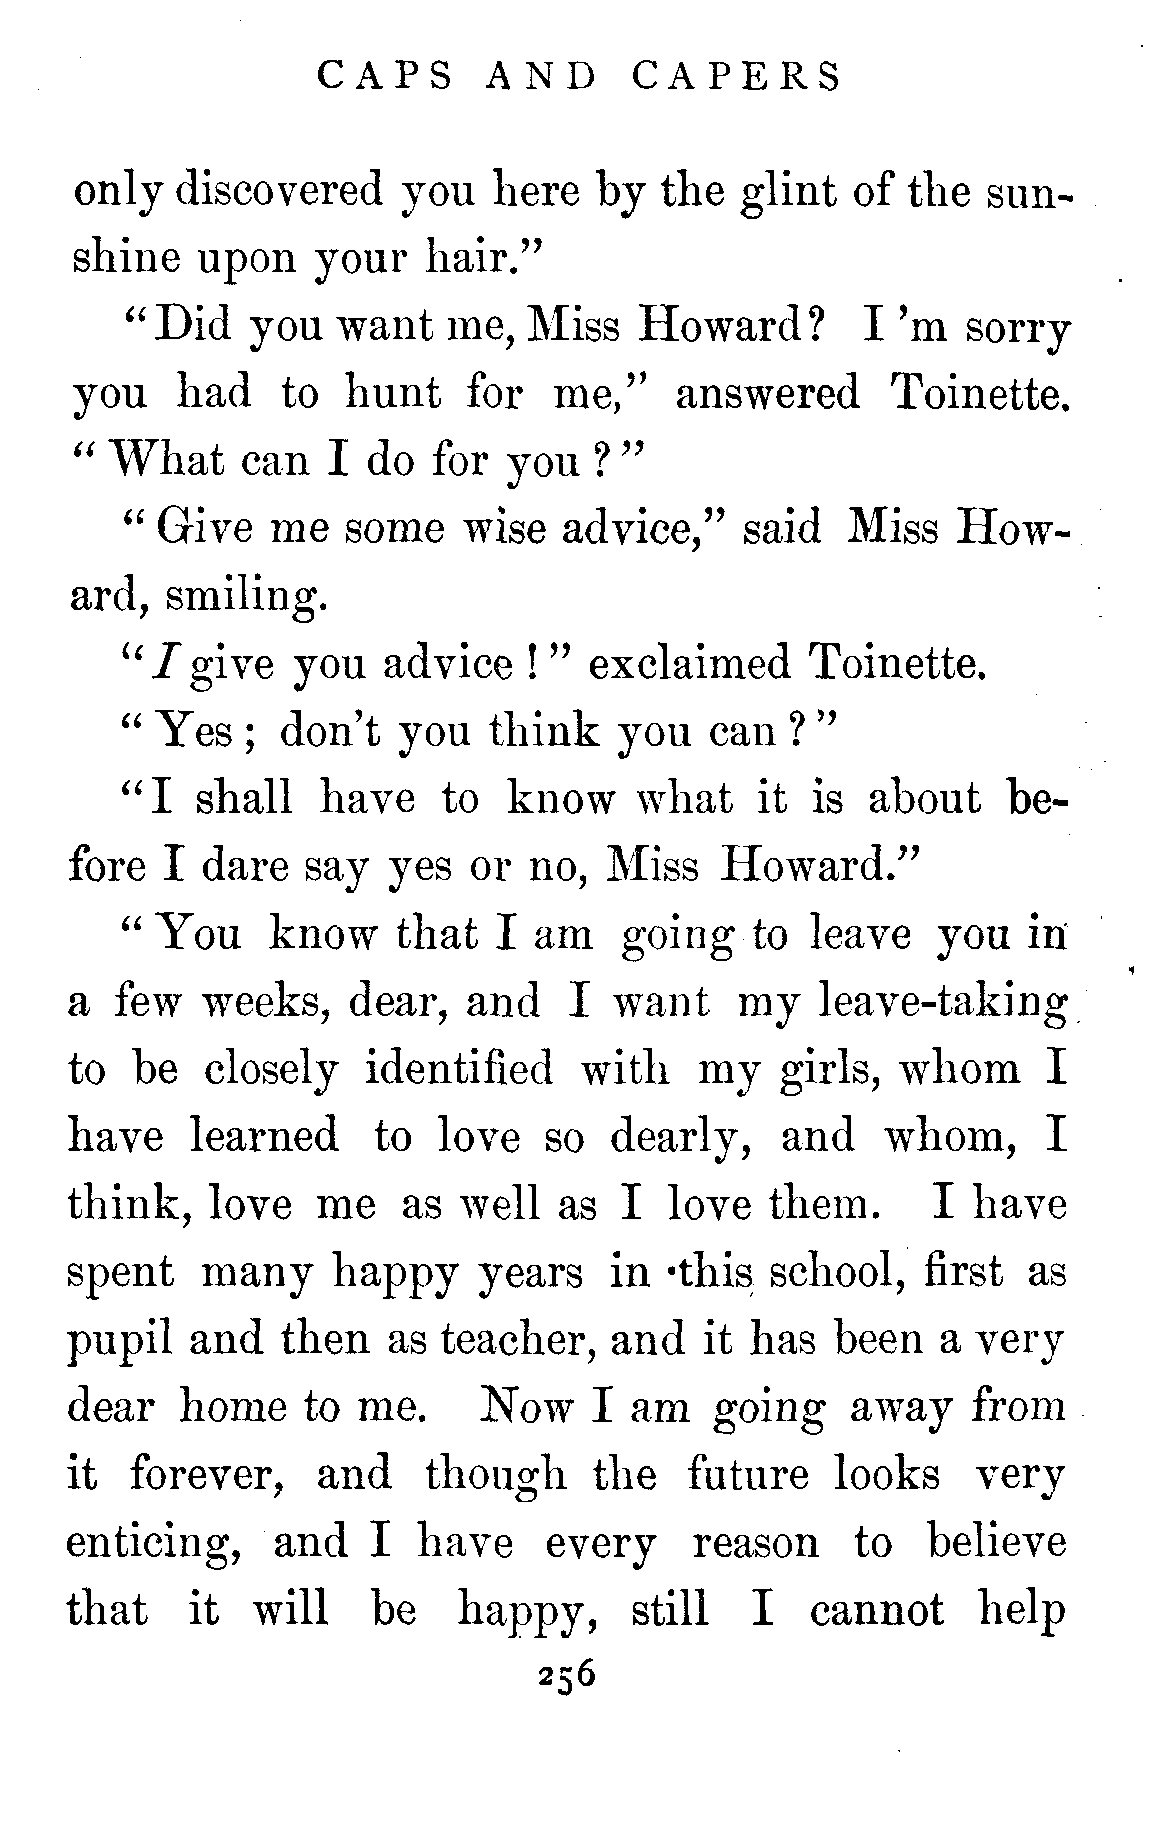 CAPS AND CAPERS
only discovered you here by the glint of the sun-
shine upon your hair.”
“Did you want me, Miss Howard? I 'm sorry
you had to hunt for me,” answered Toinette.
“What can I do for you?”
“Give me some wise advice,” said Miss How-
ard, smiling.
“I give you advice!” exclaimed Toinette.
“Yes; don't you think you can?”
“I shall have to know what it is about be-
fore I dare say yes or no, Miss Howard.”
“You know that I am going to leave you in
a few weeks, dear, and I want my leave-taking
to be closely identified with my girls, whom I
have learned to love so dearly, and whom, I
think, love me as well as I love them. I have
spent many happy years in this school, first as
pupil and then as teacher, and it has been a very
dear home to me. Now I am going away from
it forever, and though the future looks very
enticing, and I have every reason to believe
that it will be happy, still I cannot help
256